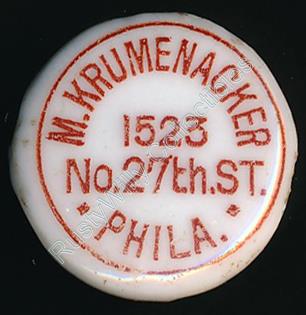 M. KRUMENACKER
1523
No. 27th. ST.
PHILA.